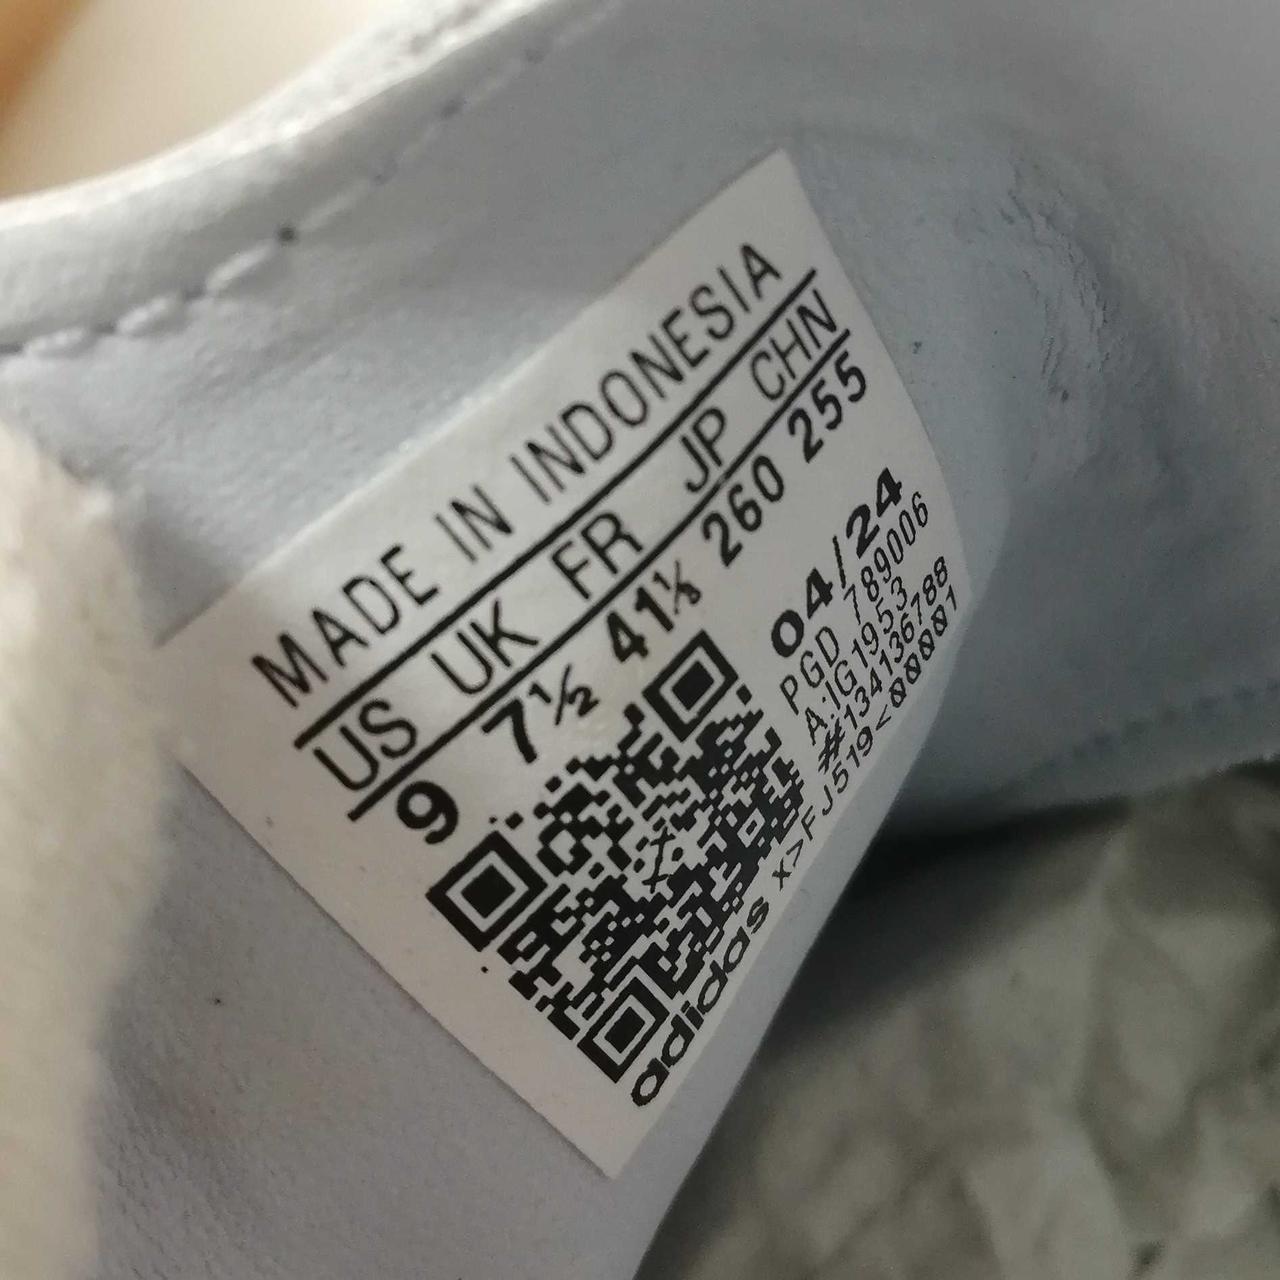 MADE IN INDONESIA
US UK FR JP CHN
9 7½ 41⅓ 260 255
04/24
PGD 789006
A:IG1953
#134136788
X>FJ519<0001
adidas